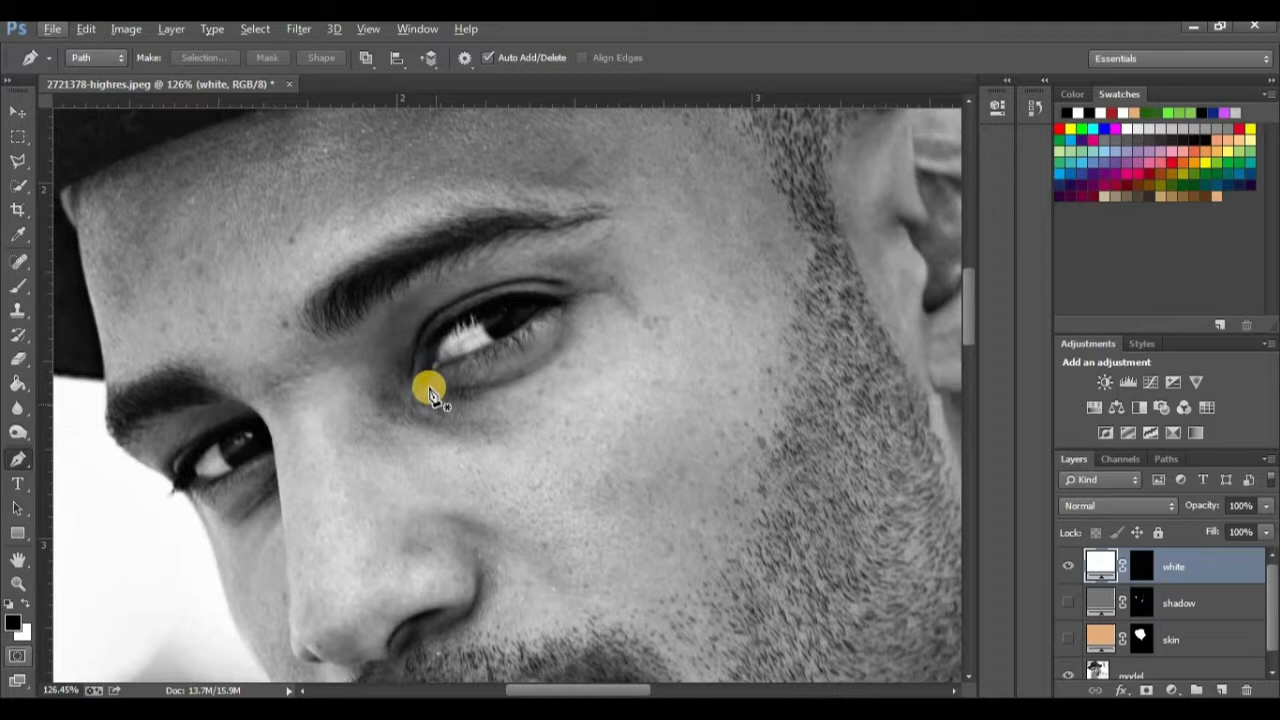 Ps File Edit Image Layer Type Select Filter 3D View Window Help
Path Make: Selection... Mask Shape Auto Add/Delete Align Edges Essentials
2721378-highres.jpeg @ 126% (white, RGB/8) * ×
Color Swatches
2 3
2
3
Adjustments Styles
Add an adjustment
Layers Channels Paths
Kind
Normal Opacity: 100%
Lock: Fill: 100%
white
shadow
skin
model
126.45% Doc: 13.7M/15.9M